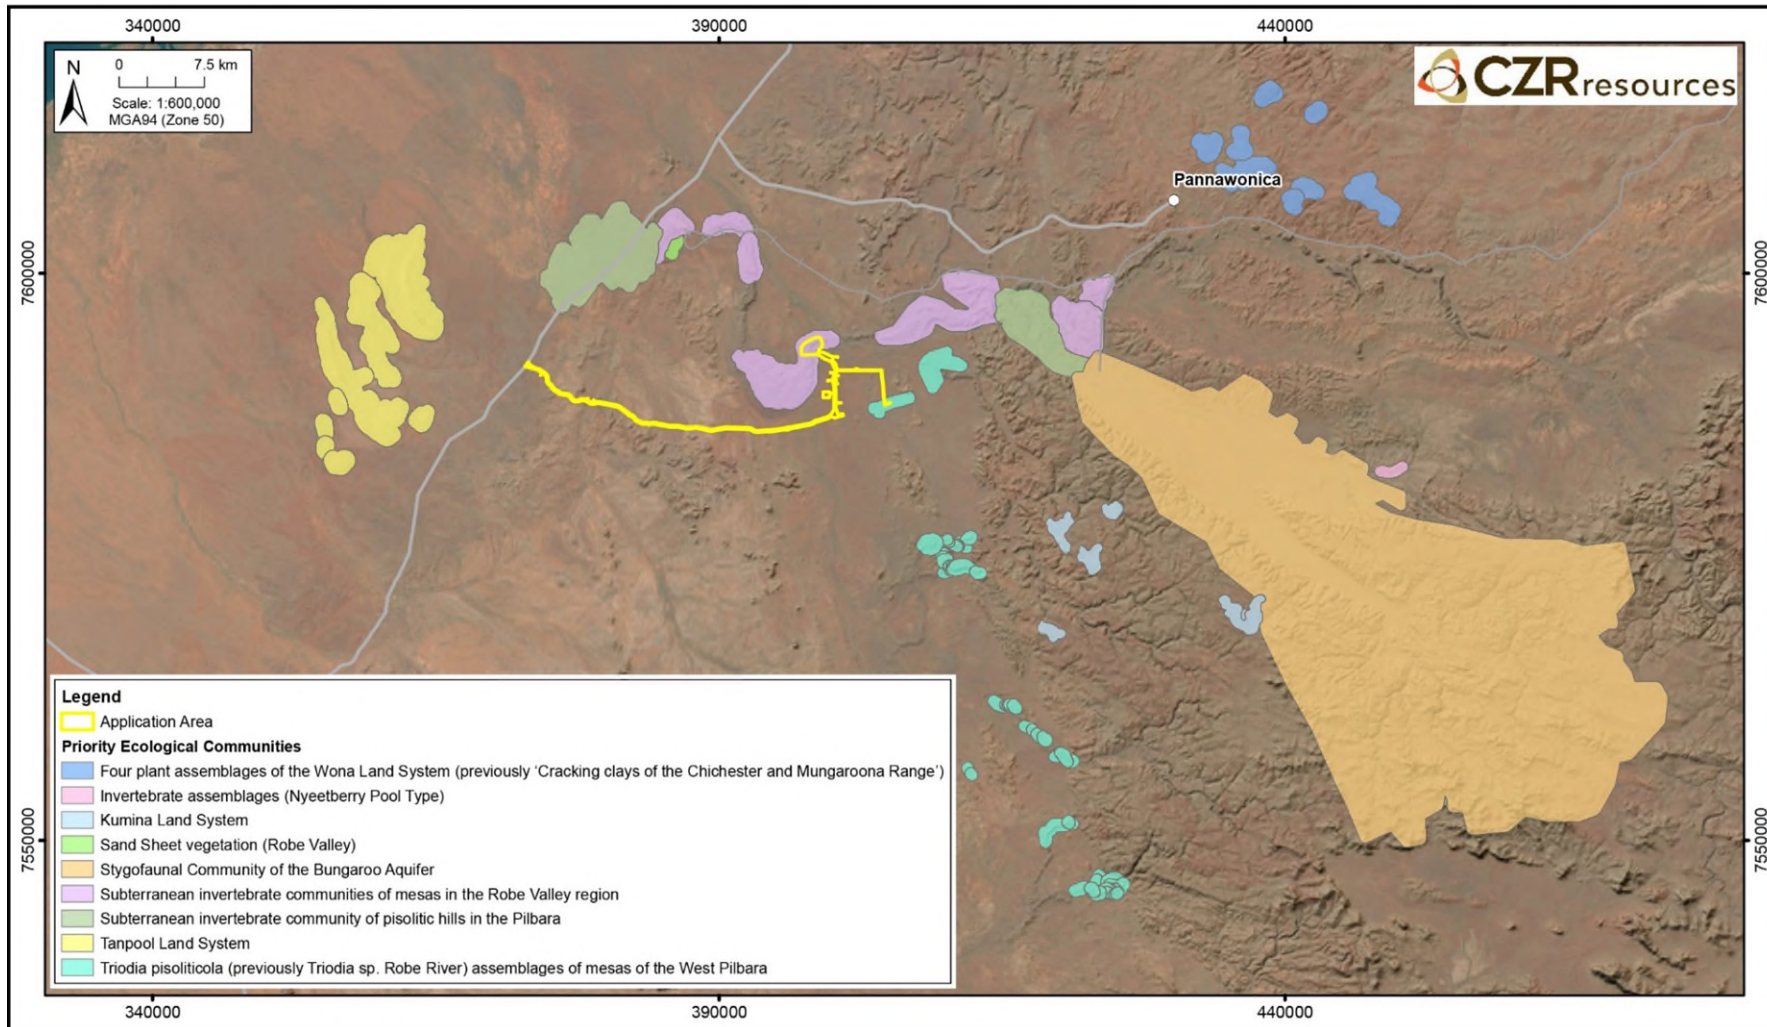 340000 390000 440000
N 0 7.5 km
Scale: 1:600,000
MGA94 (Zone 50)
CZR resources
Pannawonica
7600000 7600000
Legend
Application Area
Priority Ecological Communities
Four plant assemblages of the Wona Land System (previously ‘Cracking clays of the Chichester and Mungaroona Range’)
Invertebrate assemblages (Nyeetberry Pool Type)
Kumina Land System
Sand Sheet vegetation (Robe Valley)
Stygofaunal Community of the Bungaroo Aquifer
Subterranean invertebrate communities of mesas in the Robe Valley region
Subterranean invertebrate community of pisolitic hills in the Pilbara
Tanpool Land System
Triodia pisoliticola (previously Triodia sp. Robe River) assemblages of mesas of the West Pilbara
7550000 7550000
340000 390000 440000